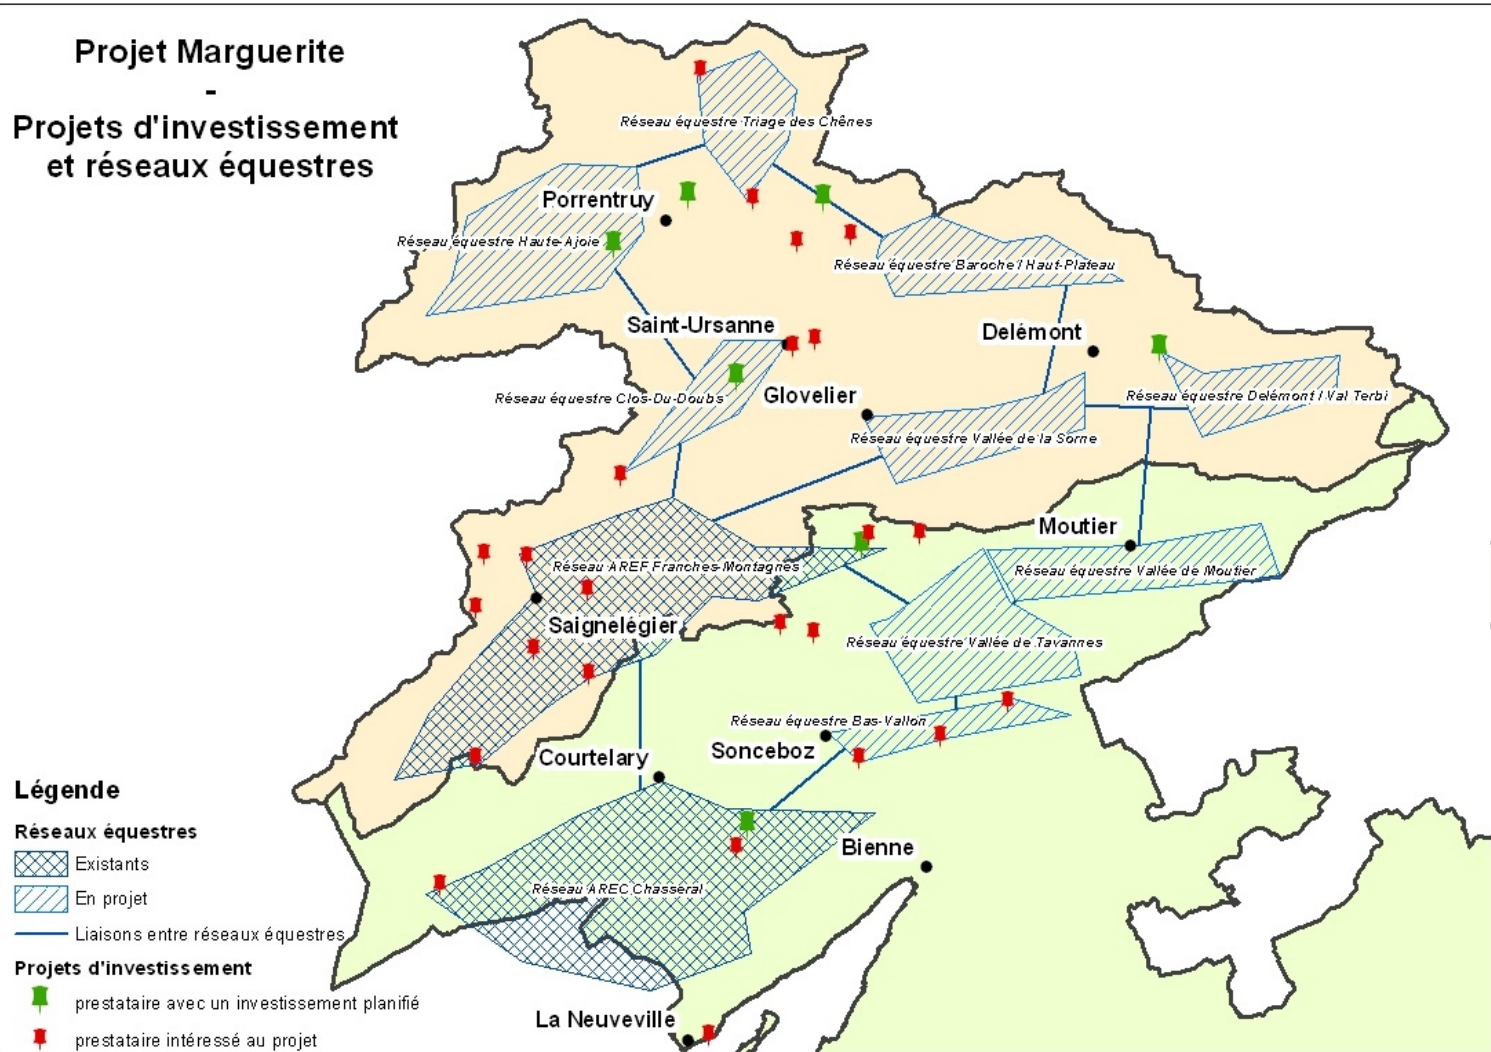 Projet Marguerite
-
Projets d'investissement
et réseaux équestres
Réseau équestre Triage des Chênes
Porrentruy
Réseau équestre Haute-Ajoie
Réseau équestre Baroche / Haut-Plateau
Saint-Ursanne
Delémont
Réseau équestre Clos-Du-Doubs
Glovelier
Réseau équestre Delémont / Val Terbi
Réseau équestre Vallée de la Sorne
Moutier
Réseau AREF Franches-Montagnes
Réseau équestre Vallée de Moutier
Saignelégier
Réseau équestre Vallée de Tavannes
Réseau équestre Bas-Vallon
Courtelary
Sonceboz
Bienne
Réseau AREC Chasseral
La Neuveville
Légende
Réseaux équestres
Existants
En projet
Liaisons entre réseaux équestres
Projets d'investissement
prestataire avec un investissement planifié
prestataire intéressé au projet